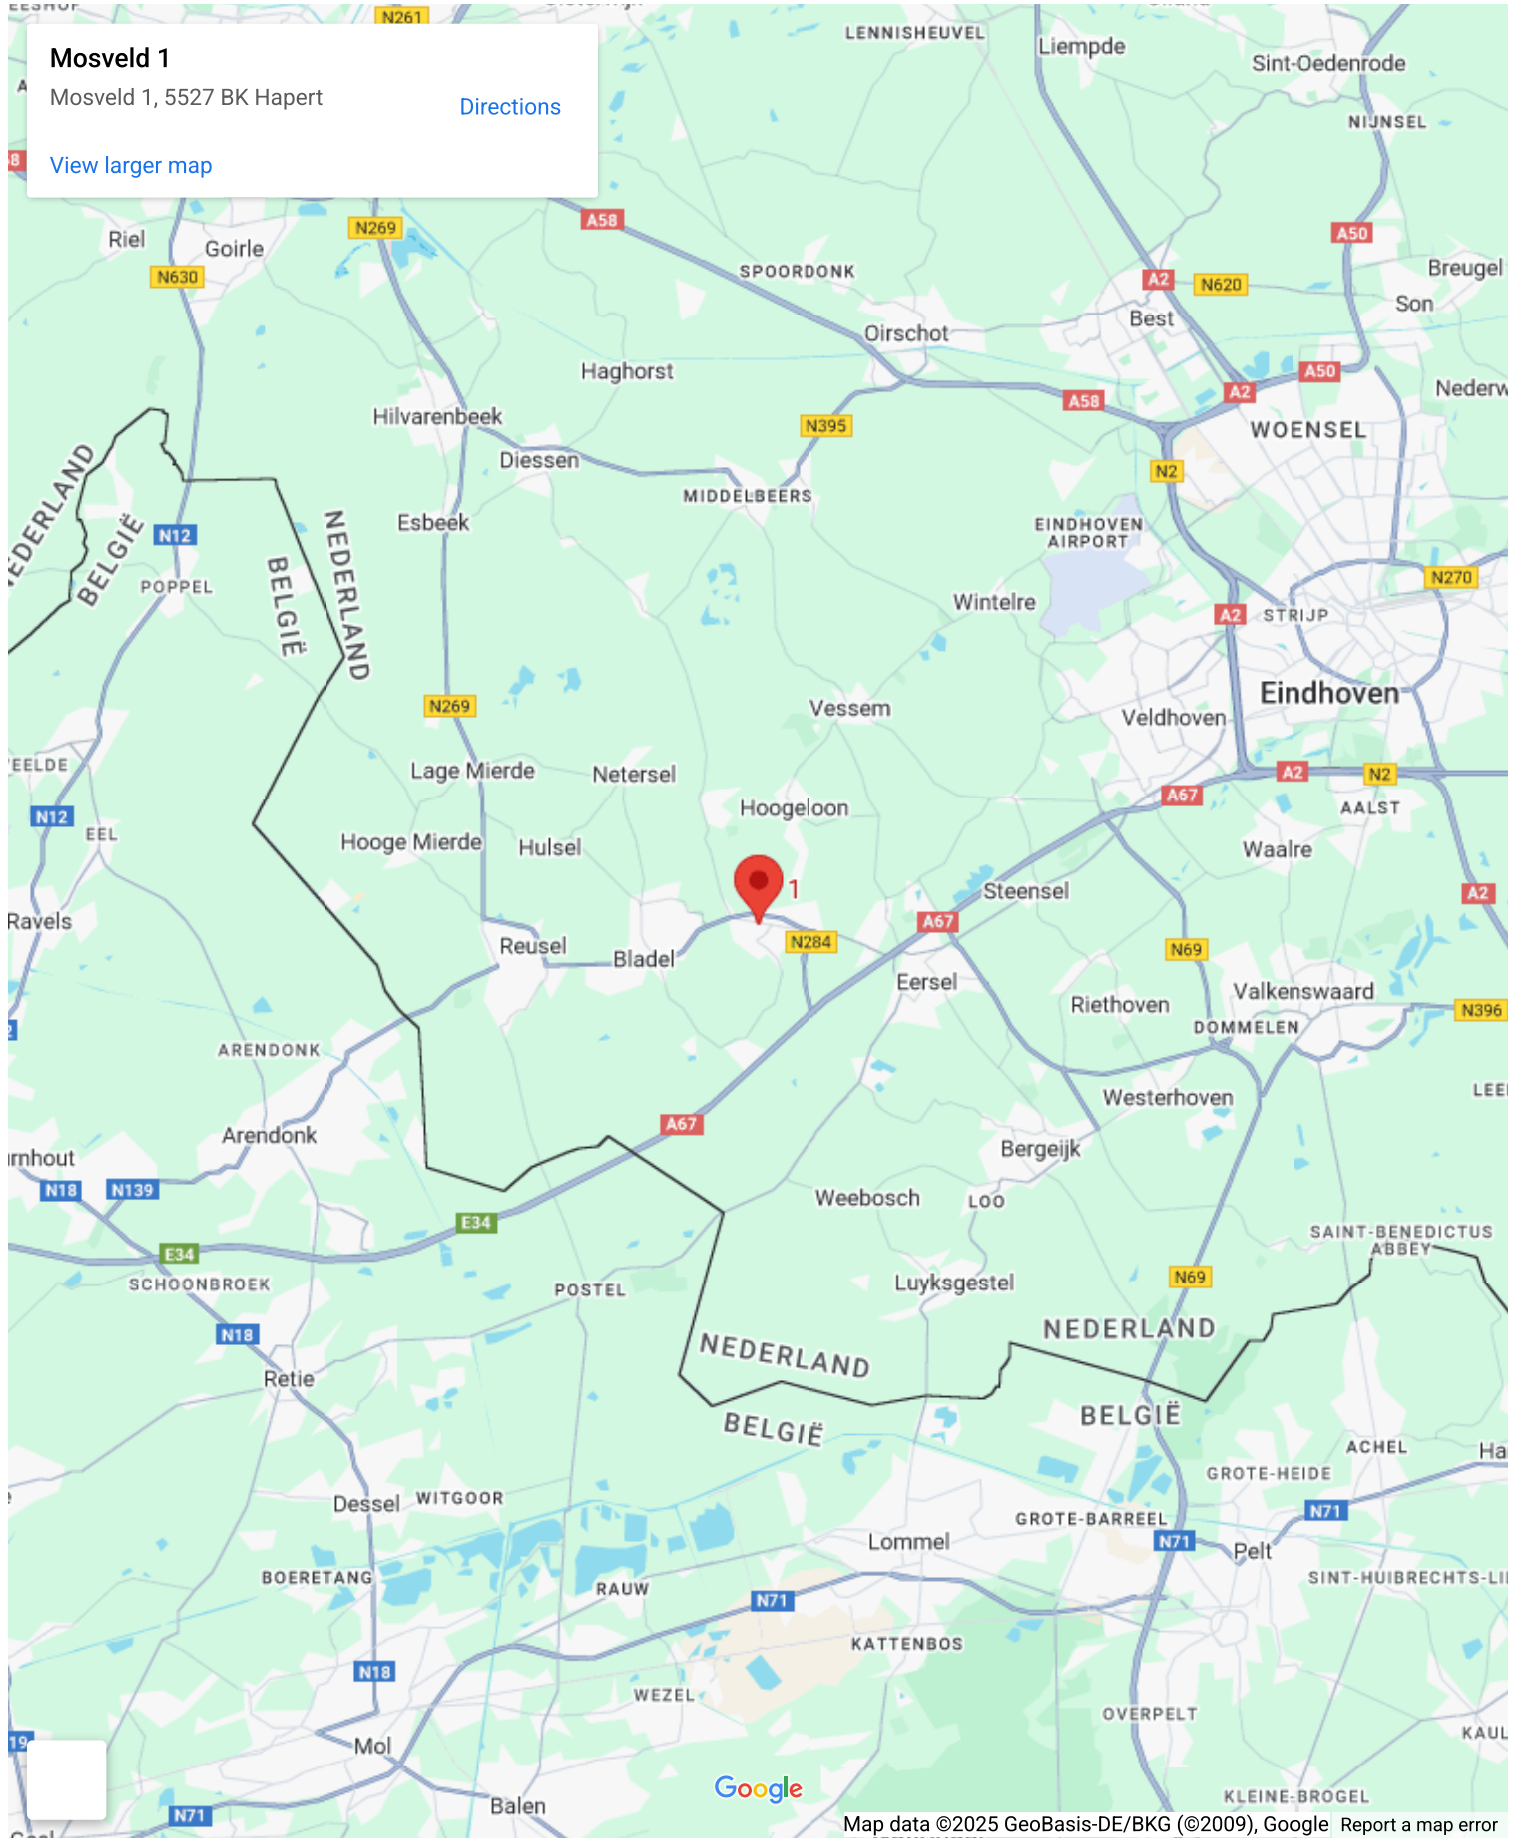 N261
LENNISHEUVEL
Liempde
Sint-Oedenrode
Mosveld 1
Mosveld 1, 5527 BK Hapert
Directions
View larger map
NIJNSEL
A58
N269
A50
Riel
Goirle
N630
SPOORDONK
A2
N620
Breugel
Son
Best
Oirschot
Haghorst
A50
A2
A58
Hilvarenbeek
N395
WOENSEL
Diessen
N2
MIDDELBEERS
NEDERLAND
BELGIË
N12
Esbeek
NEDERLAND
BELGIË
EINDHOVEN
AIRPORT
POPPEL
N270
Wintelre
A2
STRIJP
Eindhoven
N269
Vessem
Veldhoven
Lage Mierde
Netersel
A2
N2
A67
Hoogeloon
AALST
N12
EEL
Hooge Mierde
Hulsel
Waalre
1
Steensel
A2
Ravels
A67
Reusel
Bladel
N284
N69
Eersel
Riethoven
Valkenswaard
N396
DOMMELEN
ARENDONK
Westerhoven
A67
Arendonk
Bergeijk
N18
N139
Weebosch
LOO
E34
E34
SAINT-BENEDICTUS
ABBEY
SCHOONBROEK
POSTEL
Luyksgestel
N69
N18
NEDERLAND
NEDERLAND
Retie
BELGIË
BELGIË
ACHEL
GROTE-HEIDE
Dessel
WITGOOR
N71
GROTE-BARREEL
Lommel
N71
Pelt
BOERETANG
RAUW
N71
SINT-HUIBRECHTS-LI
KATTENBOS
N18
WEZEL
OVERPELT
Mol
Google
KLEINE-BROGEL
Balen
N71
Map data ©2025 GeoBasis-DE/BKG (©2009), Google
Report a map error